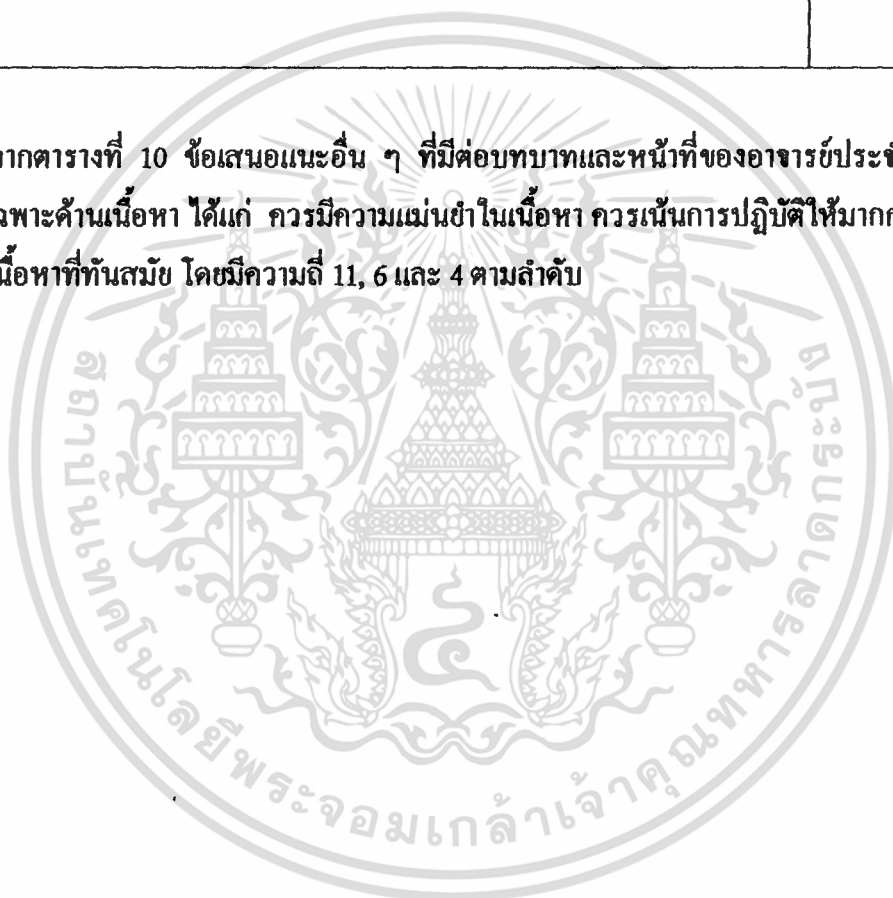 ากตารางที่ 10 ข้อเสนอแนะอื่น ๆ ที่มีต่อบทบาทและหน้าที่ของอาจารย์ประจำ
ฉพาะด้านเนื้อหา ได้แก่ ควรมีความแม่นยำในเนื้อหา ควรเน้นการปฏิบัติให้มากก
นื้อหาที่ทันสมัย โดยมีความถี่ 11, 6 และ 4 ตามลำดับ
สถาบันเทคโนโลยีพระจอมเกล้าเจ้าคุณทหารลาดกระบัง